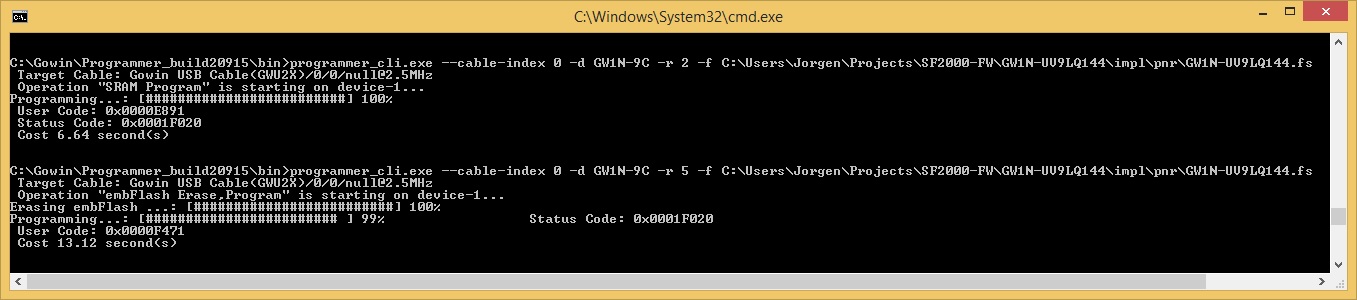 C:\Windows\System32\cmd.exe
C:\Gowin\Programmer_build20915\bin>programmer_cli.exe --cable-index 0 -d GW1N-9C -r 2 -f C:\Users\Jorgen\Projects\SF2000-FW\GW1N-UV9LQ144\impl\pnr\GW1N-UV9LQ144.fs
Target Cable: Gowin USB Cable(GWU2X)/0/0/null@2.5MHz
Operation "SRAM Program" is starting on device-1...
Programming...: [#########################] 100%
User Code: 0x0000E891
Status Code: 0x0001F020
Cost 6.64 second(s)
C:\Gowin\Programmer_build20915\bin>programmer_cli.exe --cable-index 0 -d GW1N-9C -r 5 -f C:\Users\Jorgen\Projects\SF2000-FW\GW1N-UV9LQ144\impl\pnr\GW1N-UV9LQ144.fs
Target Cable: Gowin USB Cable(GWU2X)/0/0/null@2.5MHz
Operation "embFlash Erase,Program" is starting on device-1...
Erasing embFlash ...: [#########################] 100%
Programming...: [######################## ] 99% Status Code: 0x0001F020
User Code: 0x0000F471
Cost 13.12 second(s)